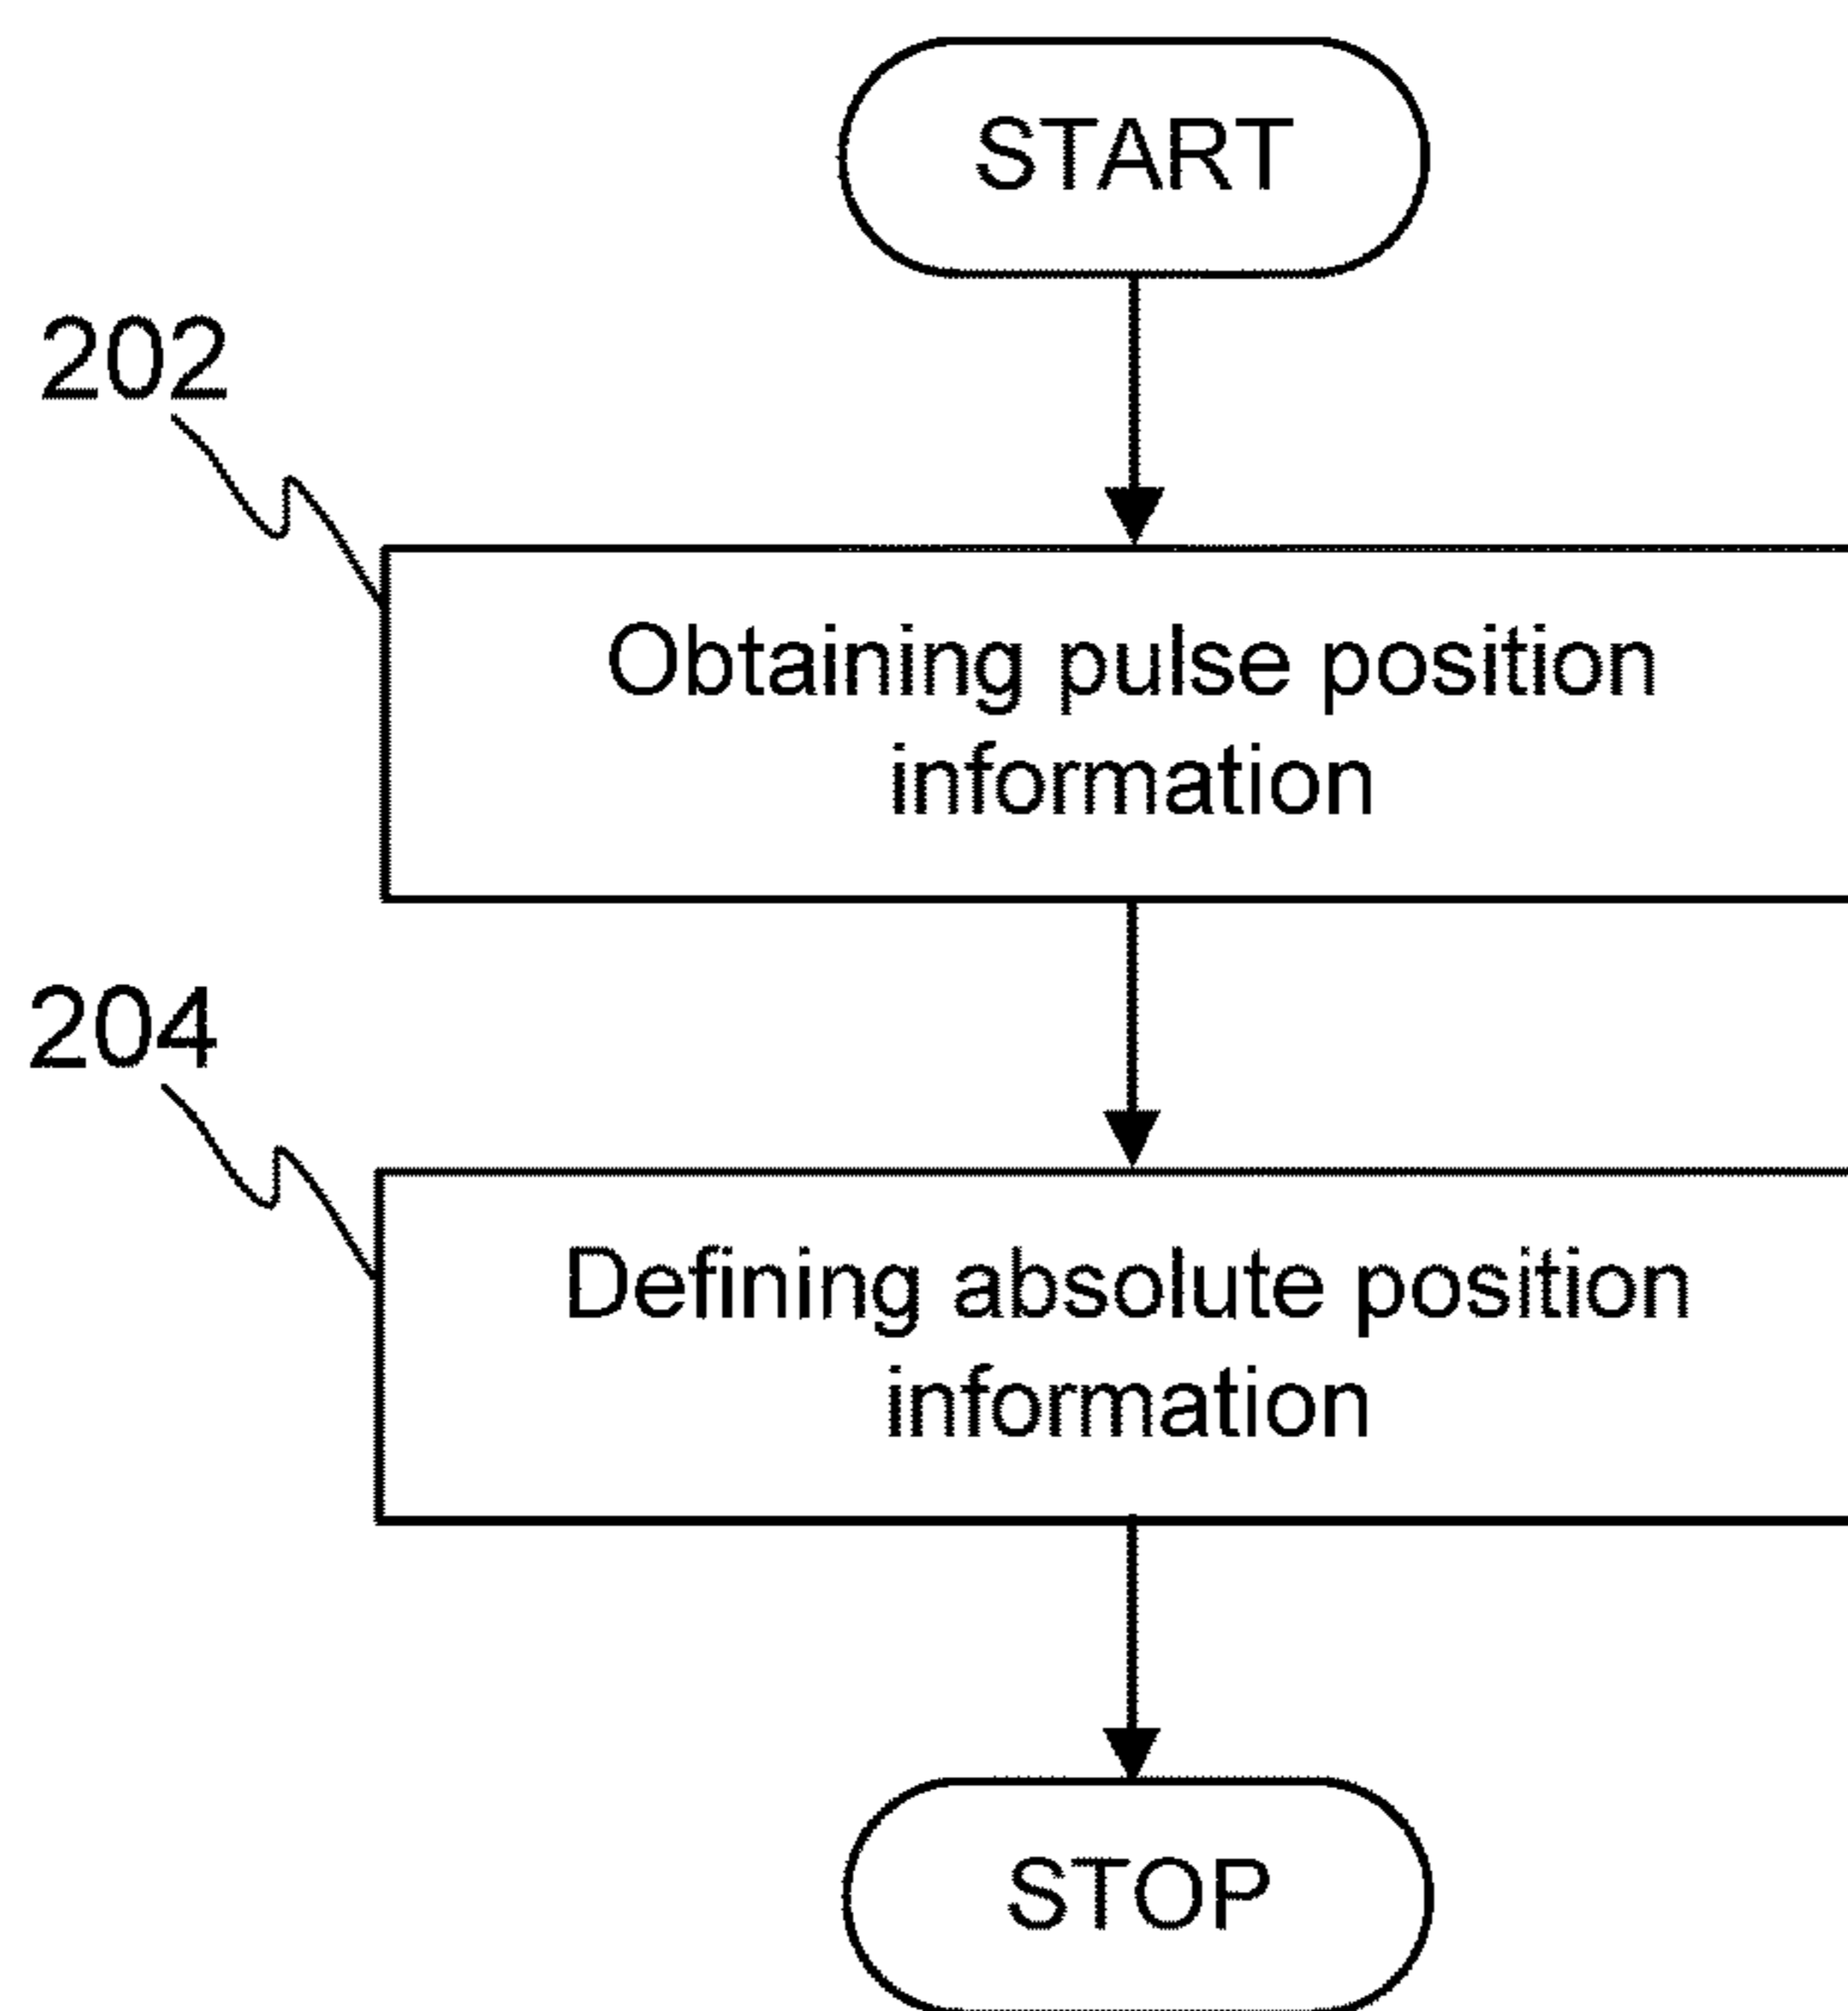 START
202
Obtaining pulse position
information
204
Defining absolute position
information
STOP